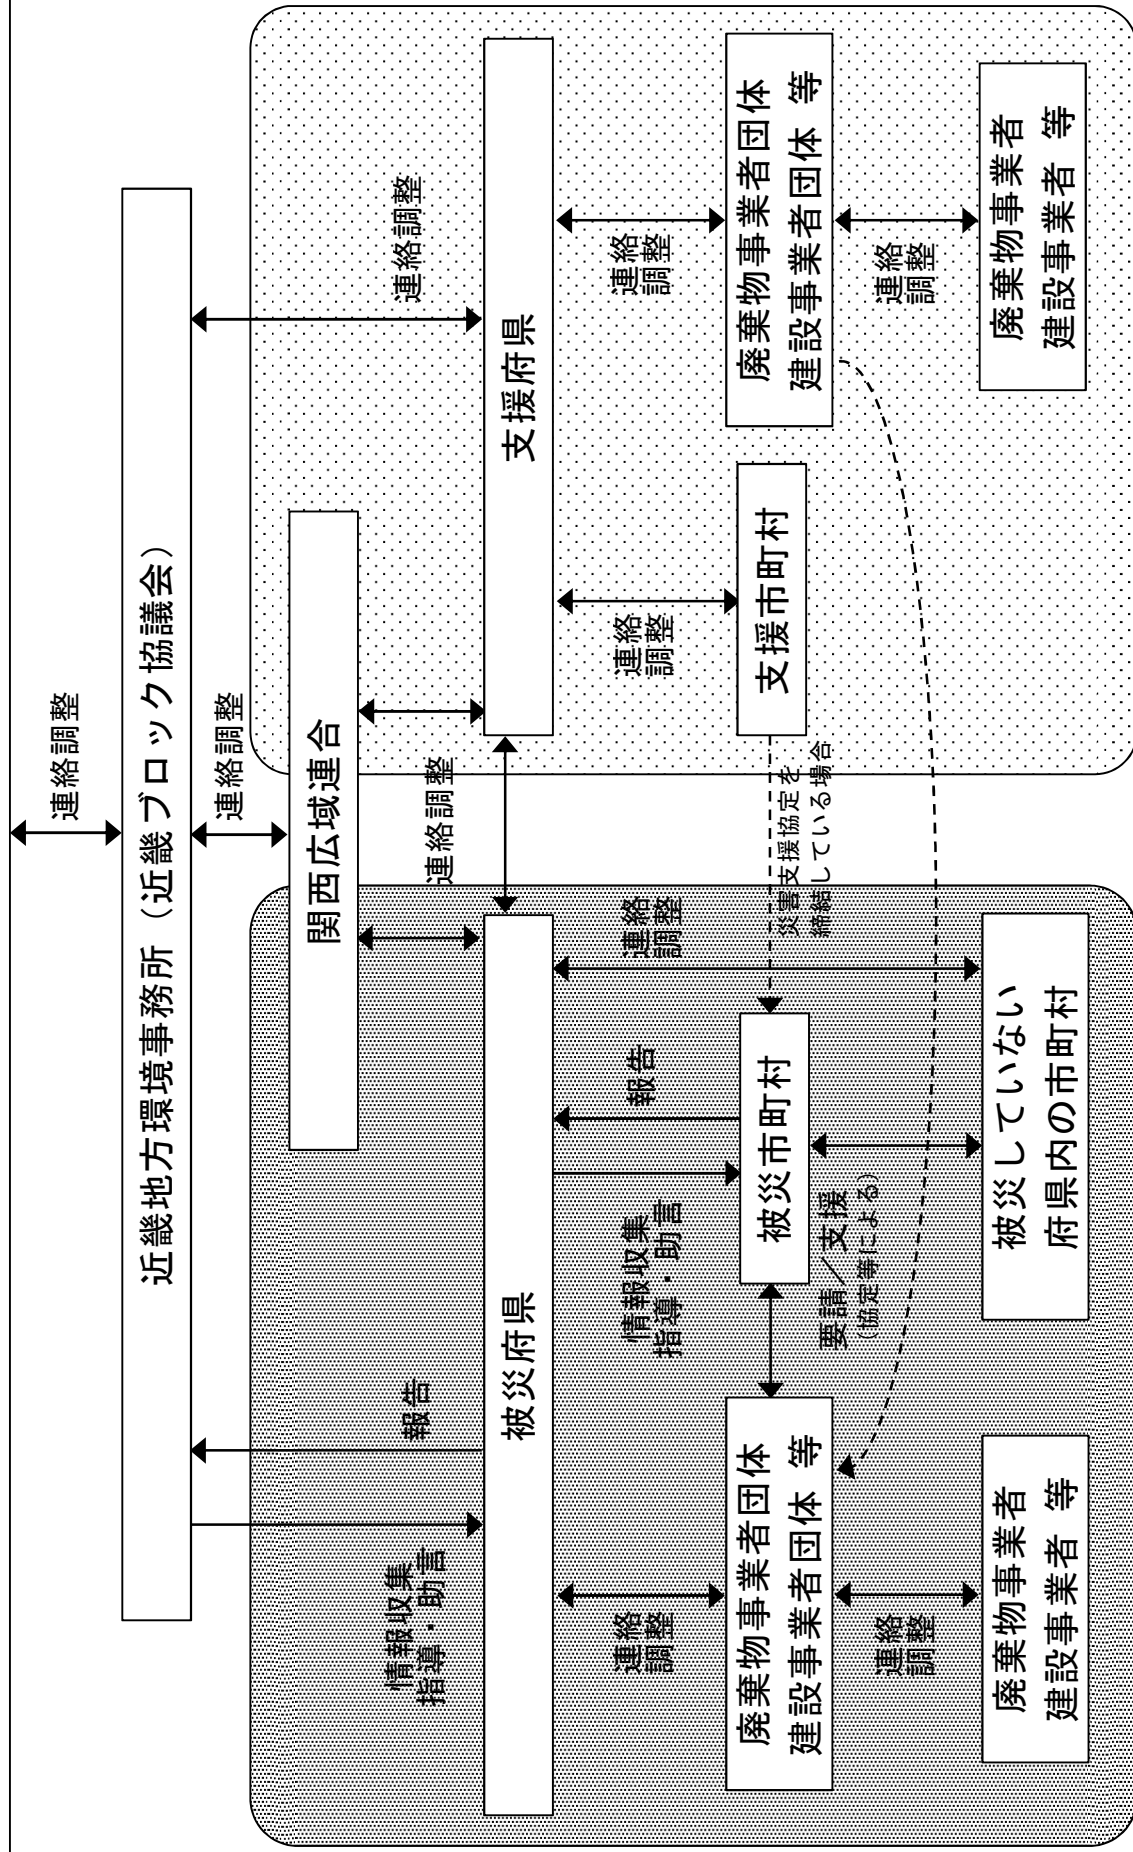 連絡調整
近畿地方環境事務所（近畿ブロック協議会）
情報収集
指導・助言
報告
連絡調整
連絡調整
関西広域連合
連絡調整
被災府県
支援府県
連絡
調整
情報収集
指導・助言
報告
連絡
調整
連絡
調整
連絡
調整
廃棄物事業者団体
建設事業者団体 等
被災市町村
災害支援協定を
締結している場合
支援市町村
廃棄物事業者団体
建設事業者団体 等
連絡
調整
要請／支援
（協定等による）
連絡
調整
廃棄物事業者
建設事業者 等
被災していない
府県内の市町村
廃棄物事業者
建設事業者 等